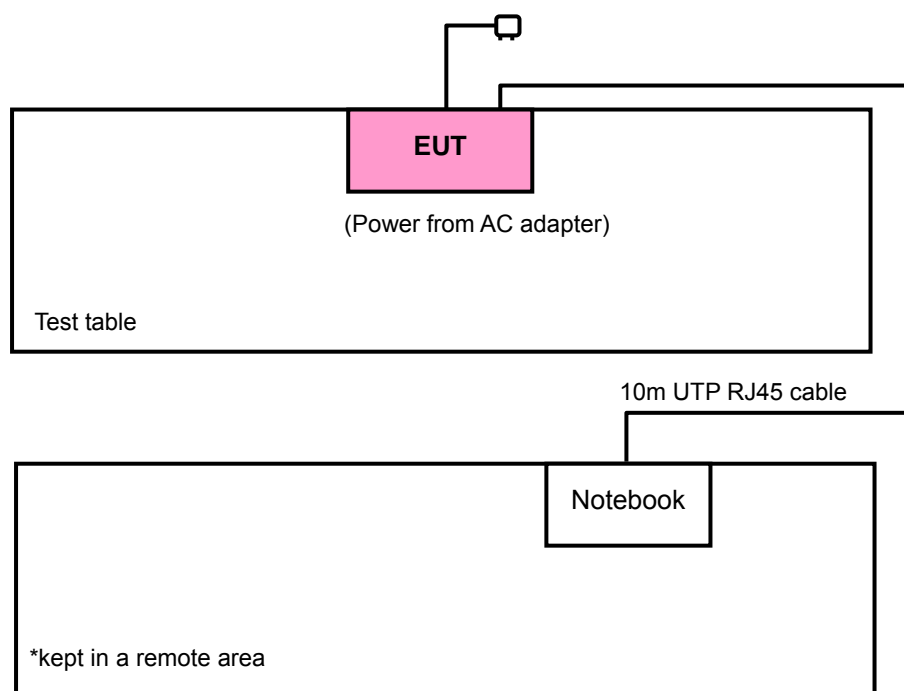 EUT
(Power from AC adapter)
Test table
10m UTP RJ45 cable
Notebook
*kept in a remote area